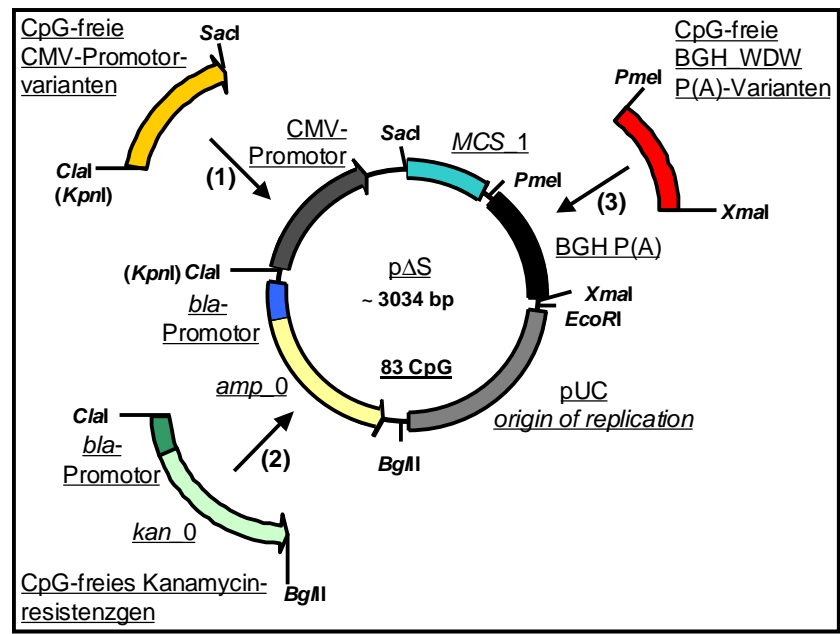 CpG-freie
CMV-Promotor-
varianten
SacI
ClaI
(KpnI)
(1)
CMV-
Promotor
SacI
MCS_1
PmeI
CpG-freie
BGH_WDW
P(A)-Varianten
PmeI
(3)
XmaI
BGH P(A)
(KpnI) ClaI
bla-
Promotor
p∆S
~ 3034 bp
83 CpG
XmaI
EcoRI
amp_0
pUC
origin of replication
BglII
ClaI
bla-
Promotor
(2)
kan_0
CpG-freies Kanamycin-
resistenzgen
BglII